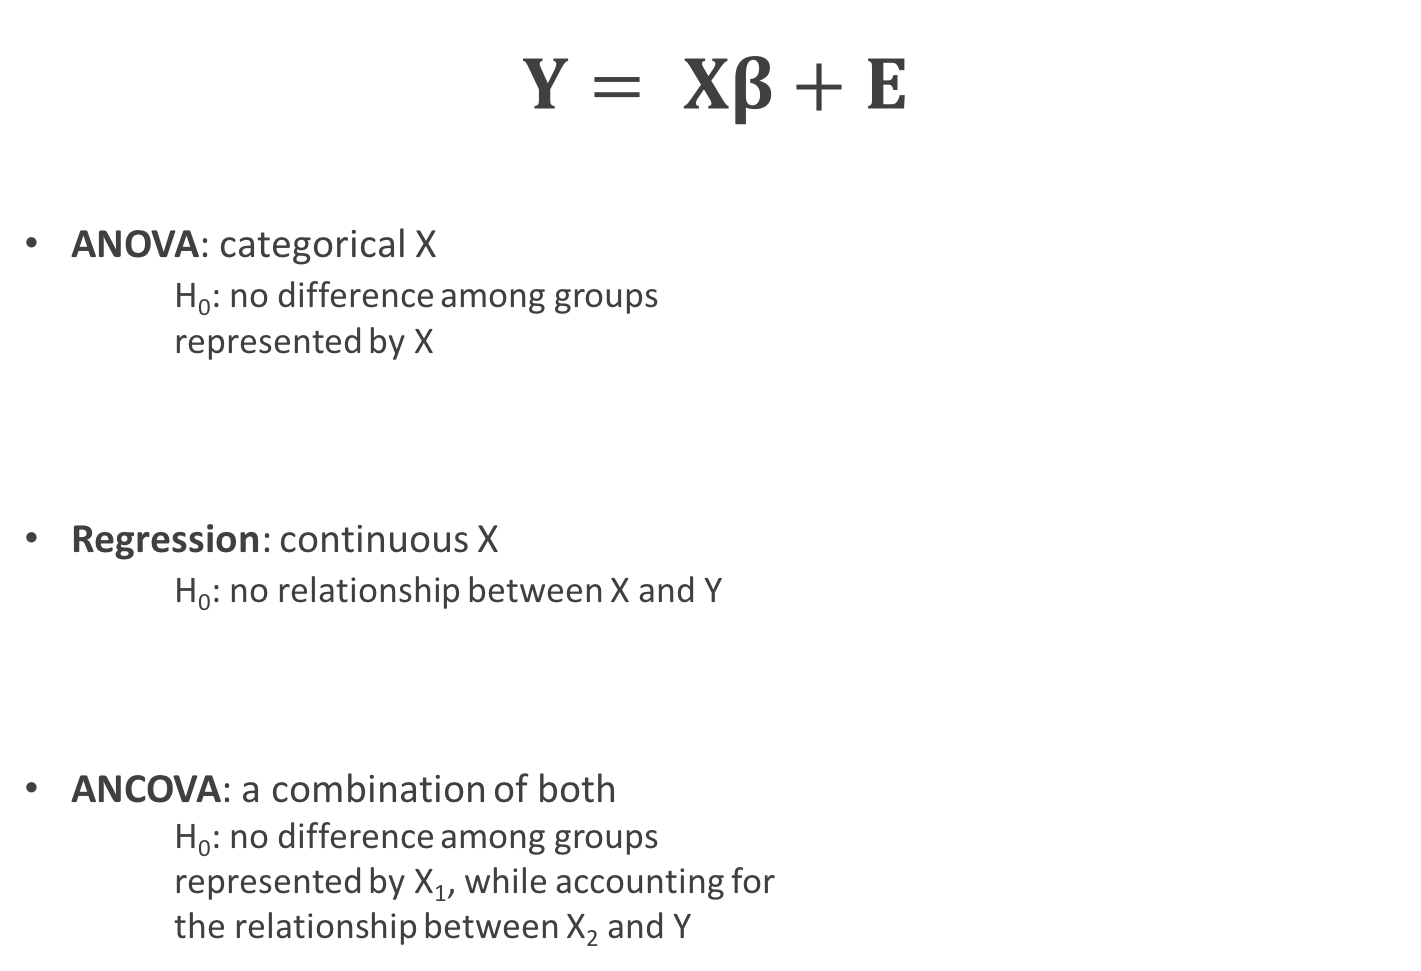 Y = Xβ + E
• ANOVA: categorical X
H₀: no difference among groups
represented by X
• Regression: continuous X
H₀: no relationship between X and Y
• ANCOVA: a combination of both
H₀: no difference among groups
represented by X₁, while accounting for
the relationship between X₂ and Y